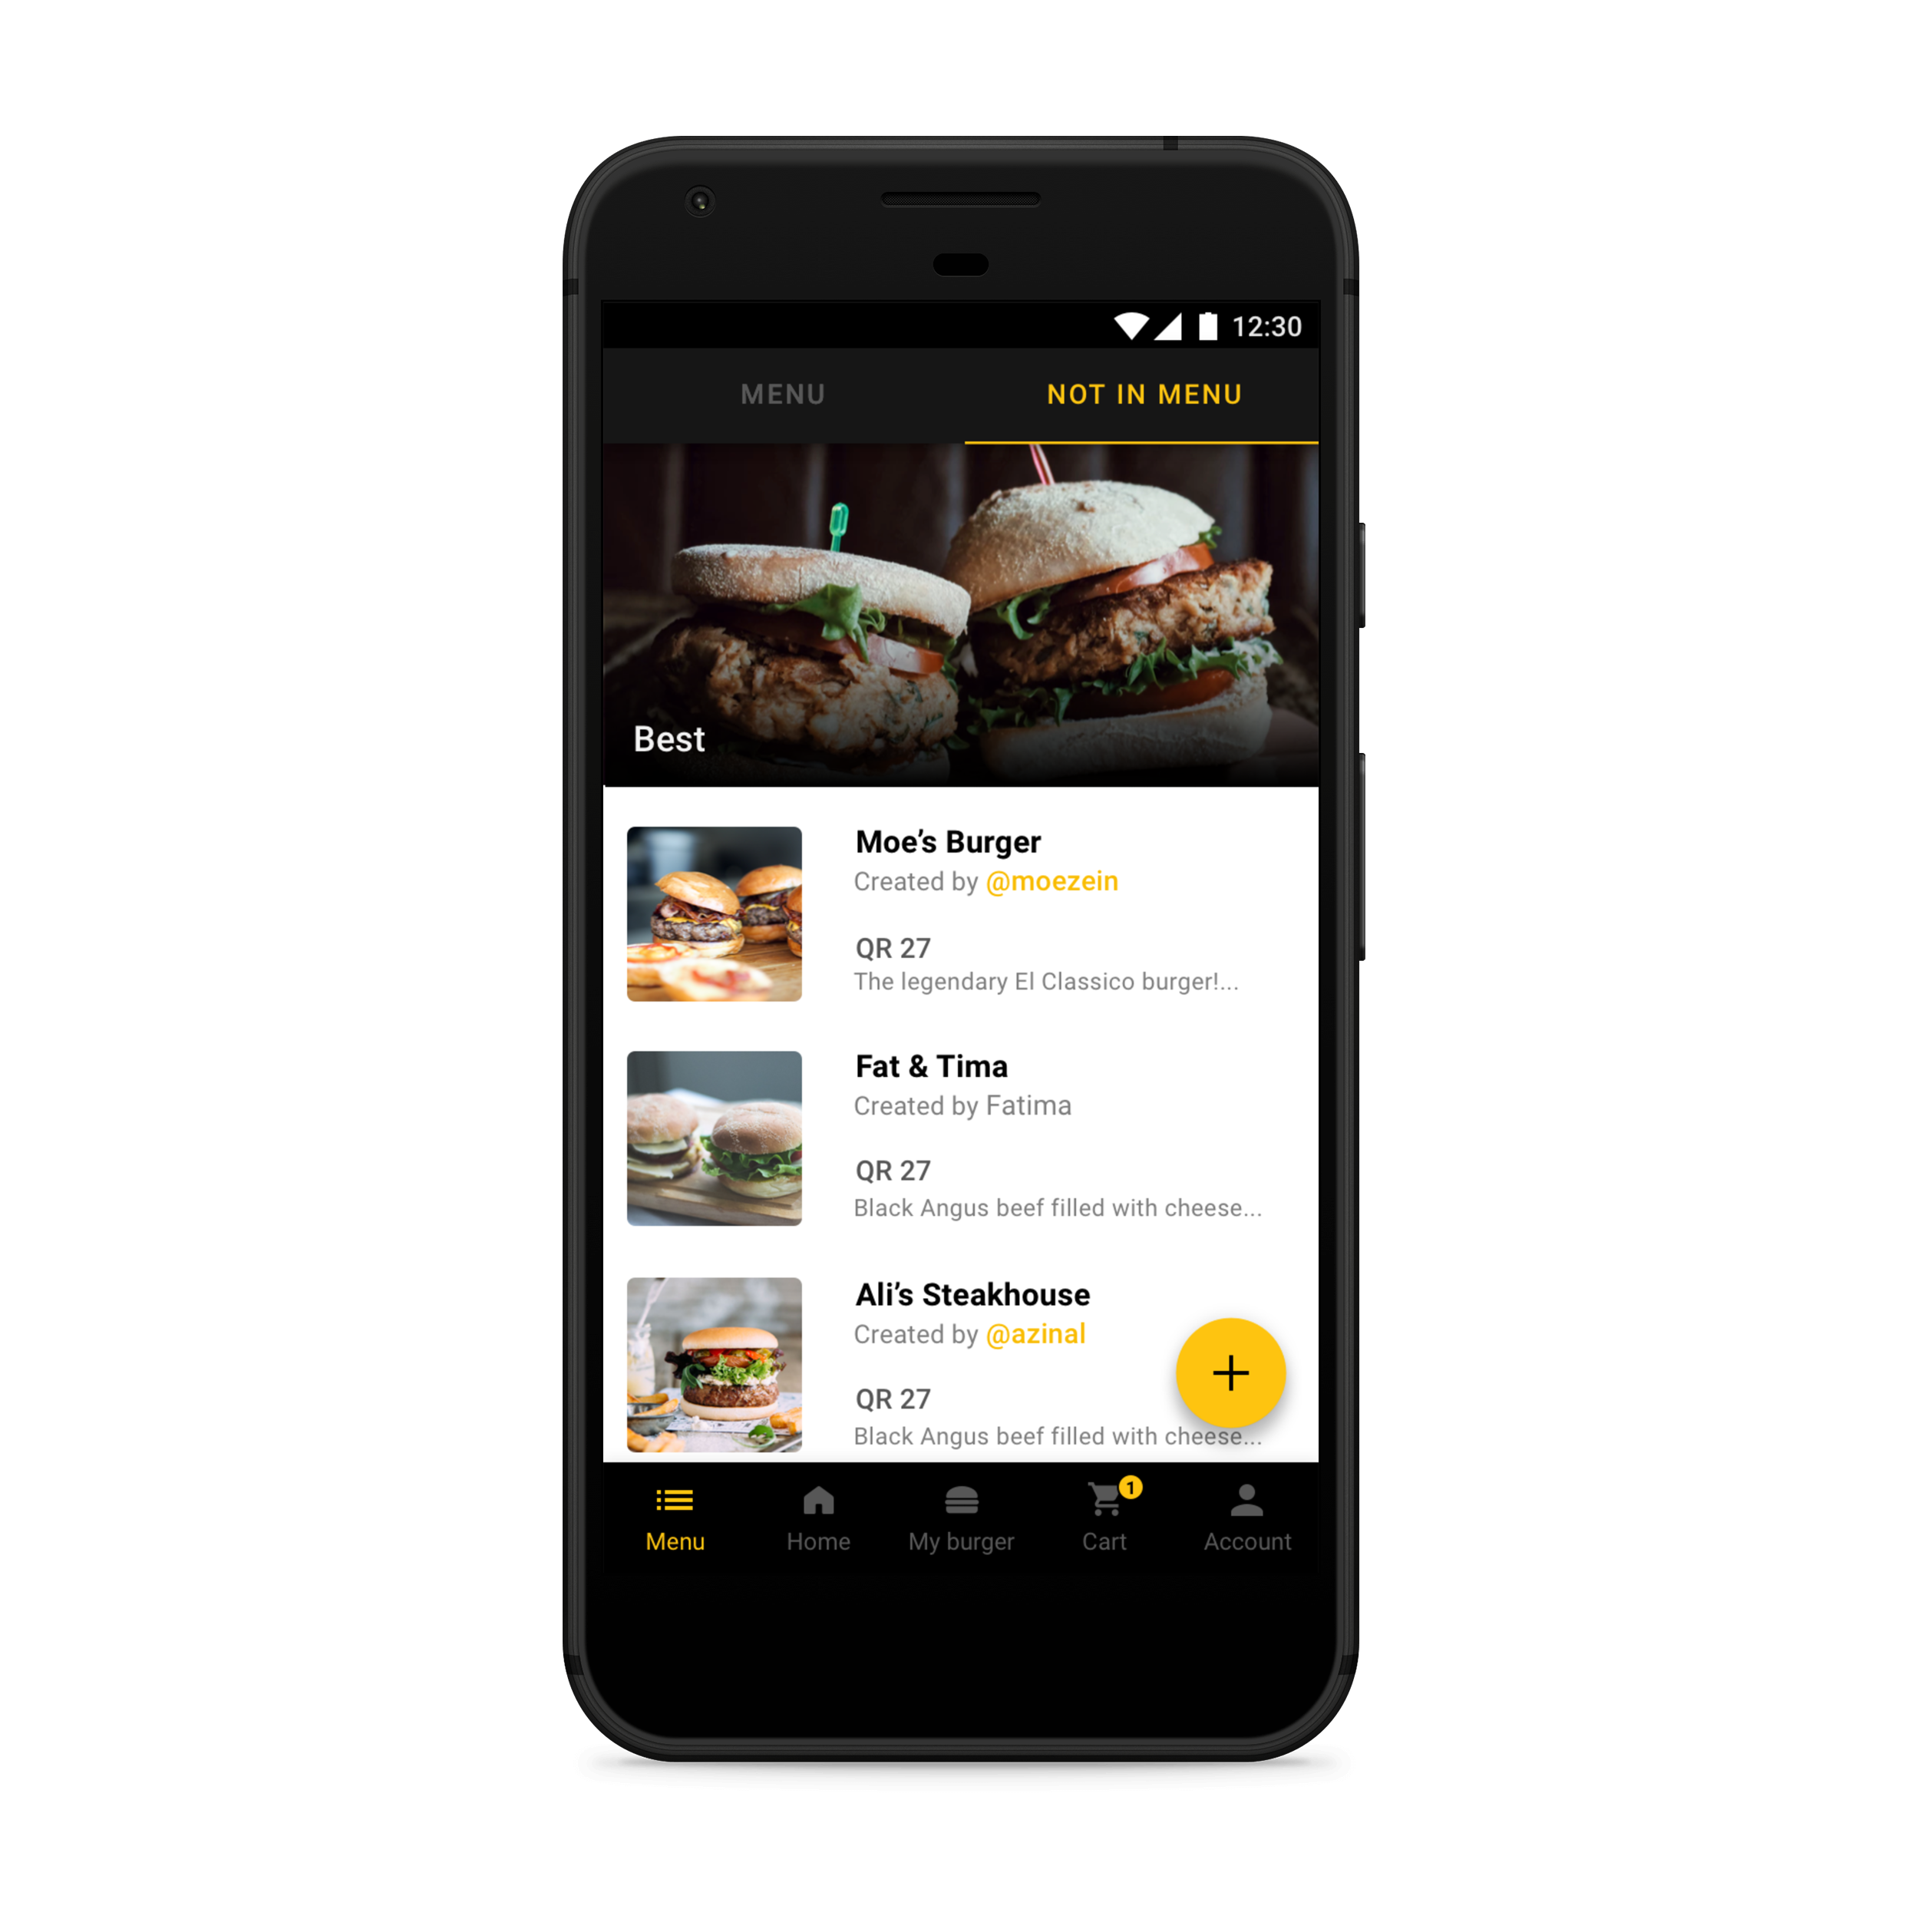 12:30
MENU
NOT IN MENU
Best
Moe’s Burger
Created by @moezein
QR 27
The legendary El Classico burger!...
Fat & Tima
Created by Fatima
QR 27
Black Angus beef filled with cheese...
Ali’s Steakhouse
Created by @azinal
QR 27
Black Angus beef filled with cheese...
1
Menu
Home
My burger
Cart
Account